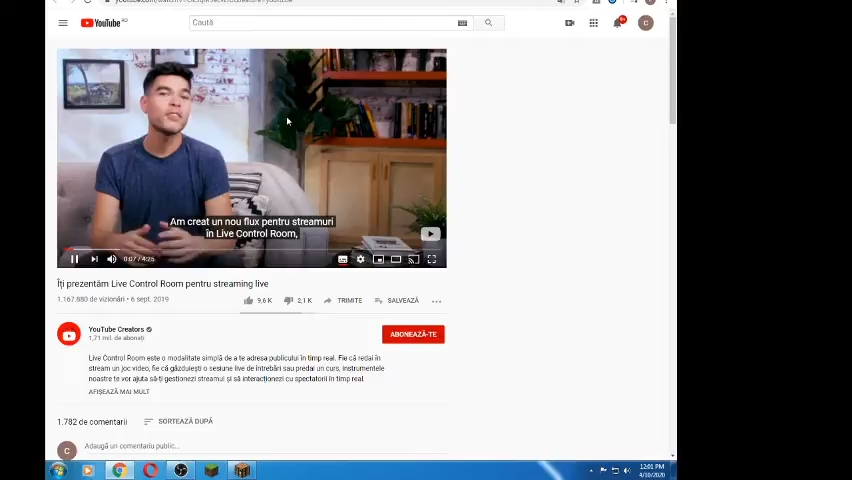 YouTube RO
Caută
9+
C
Am creat un nou flux pentru streamuri
în Live Control Room,
0:07 / 4:25
Îți prezentăm Live Control Room pentru streaming live
1.167.880 de vizionări • 6 sept. 2019
9,6 K
2,1 K
TRIMITE
SALVEAZĂ
YouTube Creators
1,71 mil. de abonați
ABONEAZĂ-TE
Live Control Room este o modalitate simplă de a te adresa publicului în timp real. Fie că redai în
stream un joc video, fie că găzduiești o sesiune live de întrebări sau predai un curs, instrumentele
noastre te vor ajuta să-ți gestionezi streamul și să interacționezi cu spectatorii în timp real.
AFIȘEAZĂ MAI MULT
1.782 de comentarii
SORTEAZĂ DUPĂ
C
Adaugă un comentariu public...
12:01 PM
4/10/2020